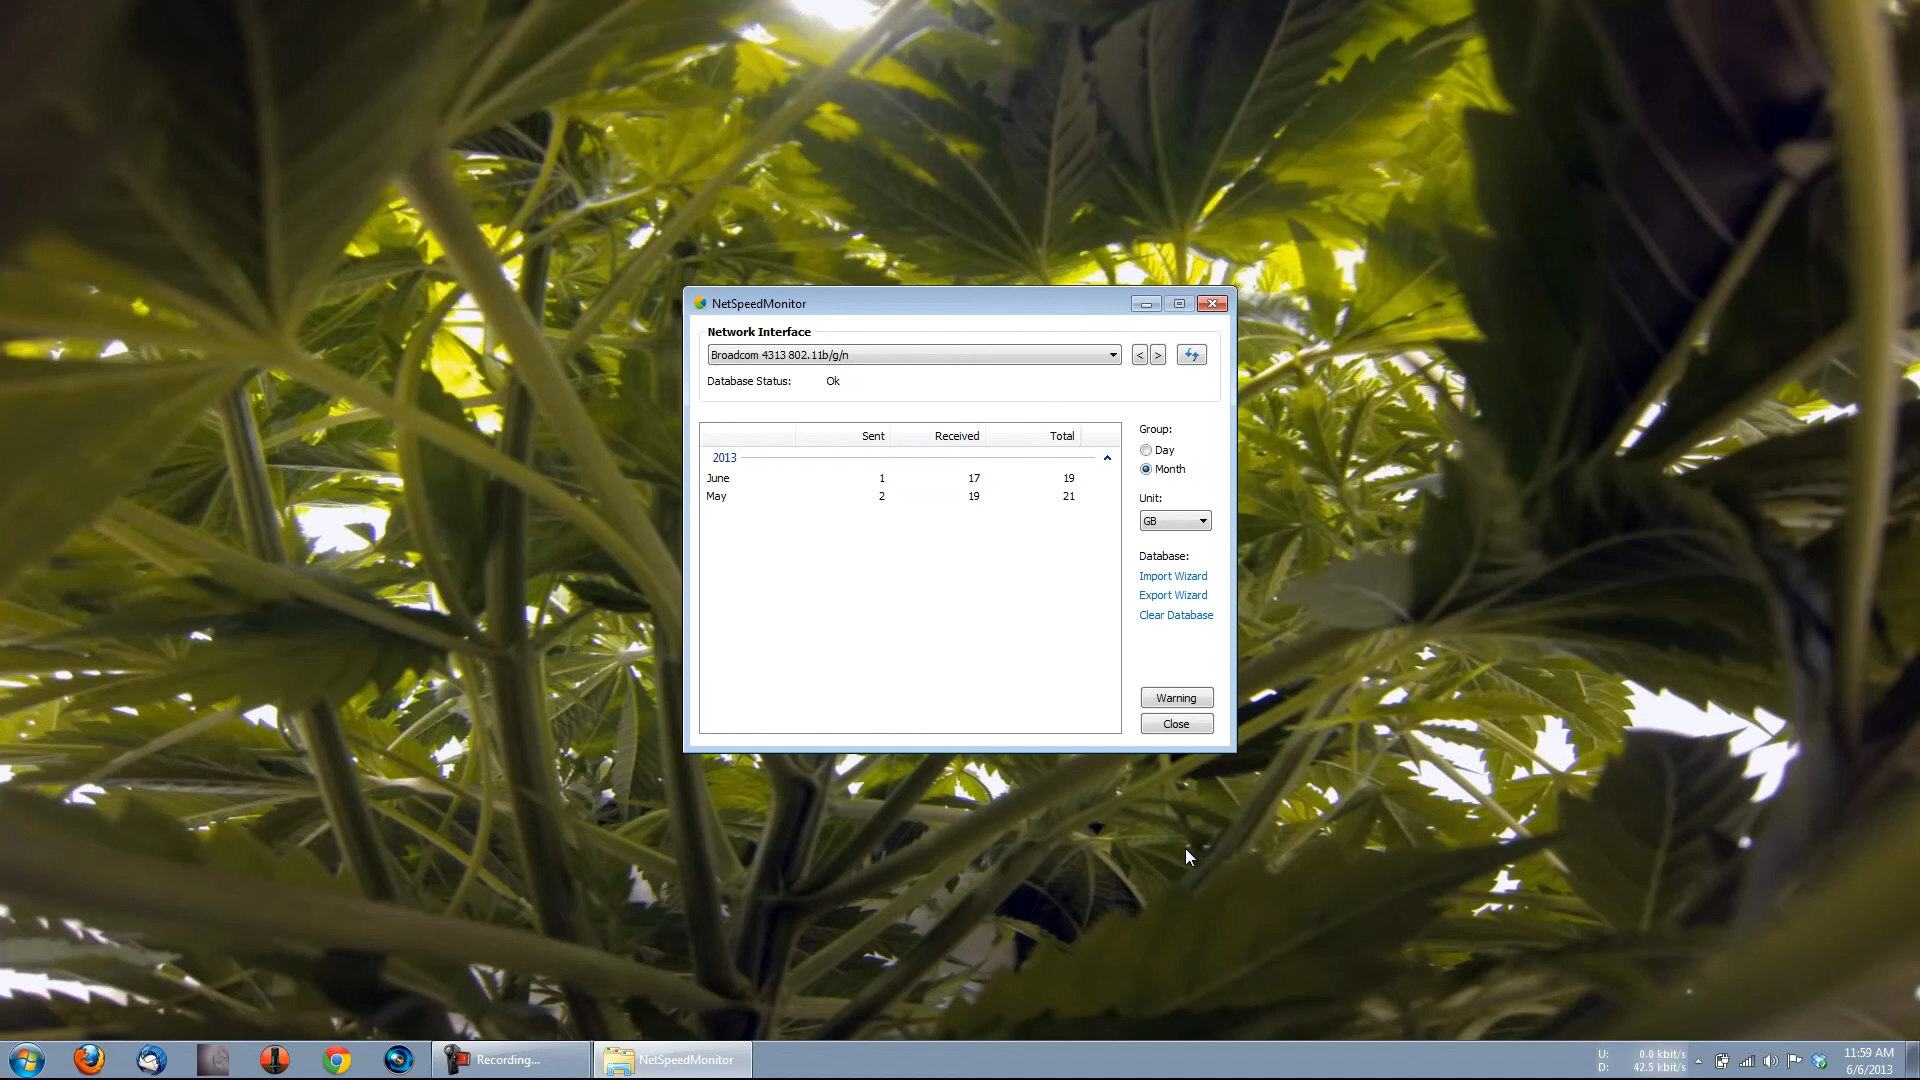 NetSpeedMonitor
Network Interface
Broadcom 4313 802.11b/g/n
< >
Database Status: Ok
Sent Received Total
2013
June 1 17 19
May 2 19 21
Group:
Day
Month
Unit:
GB
Database:
Import Wizard
Export Wizard
Clear Database
Warning
Close
Recording...
NetSpeedMonitor
U: 0.0 kbit/s
D: 42.5 kbit/s
11:59 AM
6/6/2013